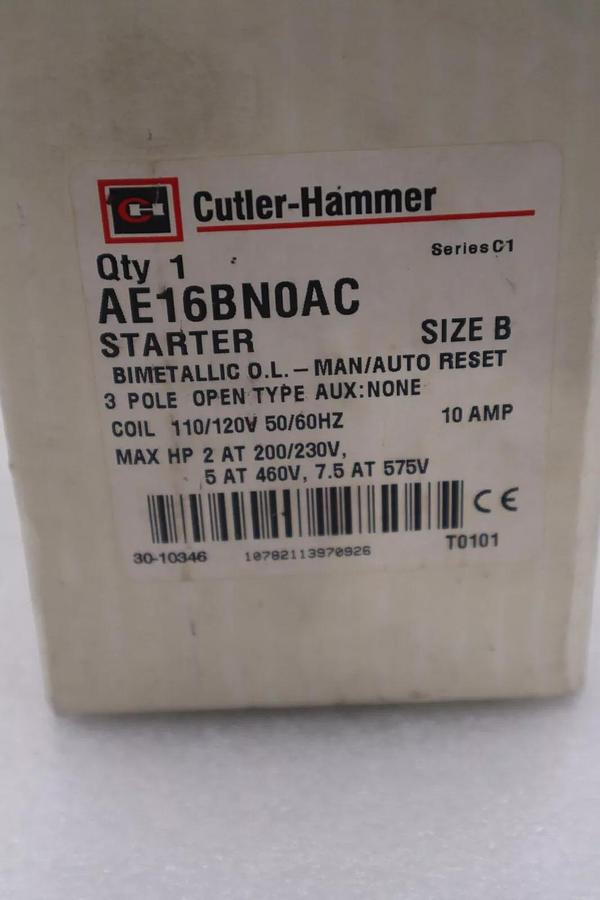 CH Cutler-Hammer
Series C1
Qty 1
AE16BN0AC
STARTER SIZE B
BIMETALLIC O.L. – MAN/AUTO RESET
3 POLE OPEN TYPE AUX: NONE
COIL 110/120V 50/60HZ 10 AMP
MAX HP 2 AT 200/230V,
5 AT 460V, 7.5 AT 575V
CE
30-10346 10782113970926 T0101